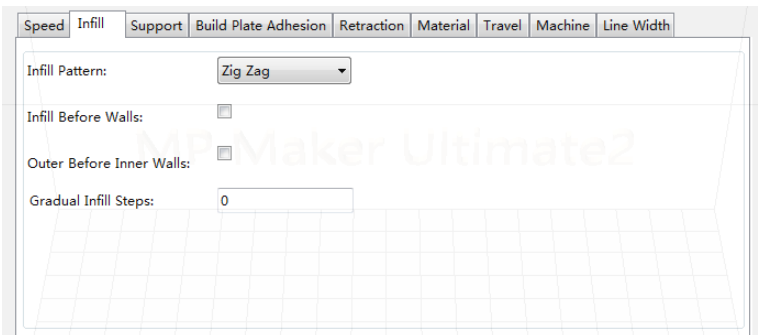 Speed Infill Support Build Plate Adhesion Retraction Material Travel Machine Line Width
Infill Pattern: Zig Zag
Infill Before Walls:
MP Maker Ultimate2
Outer Before Inner Walls:
Gradual Infill Steps: 0